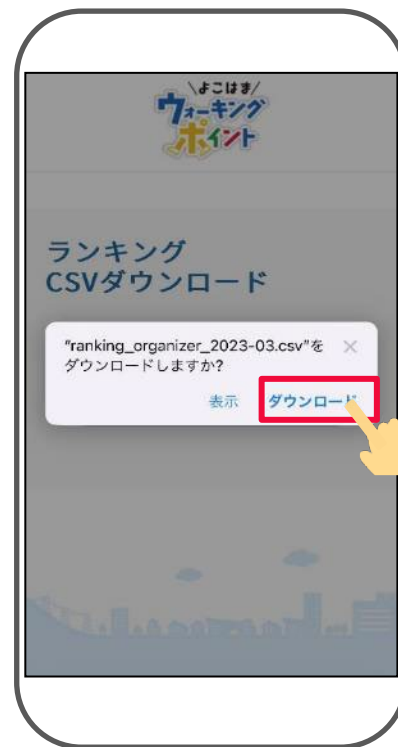 \よこはま/
ウォーキング
ポイント
ランキング
CSVダウンロード
"ranking_organizer_2023-03.csv"を
ダウンロードしますか?
表示 ダウンロード